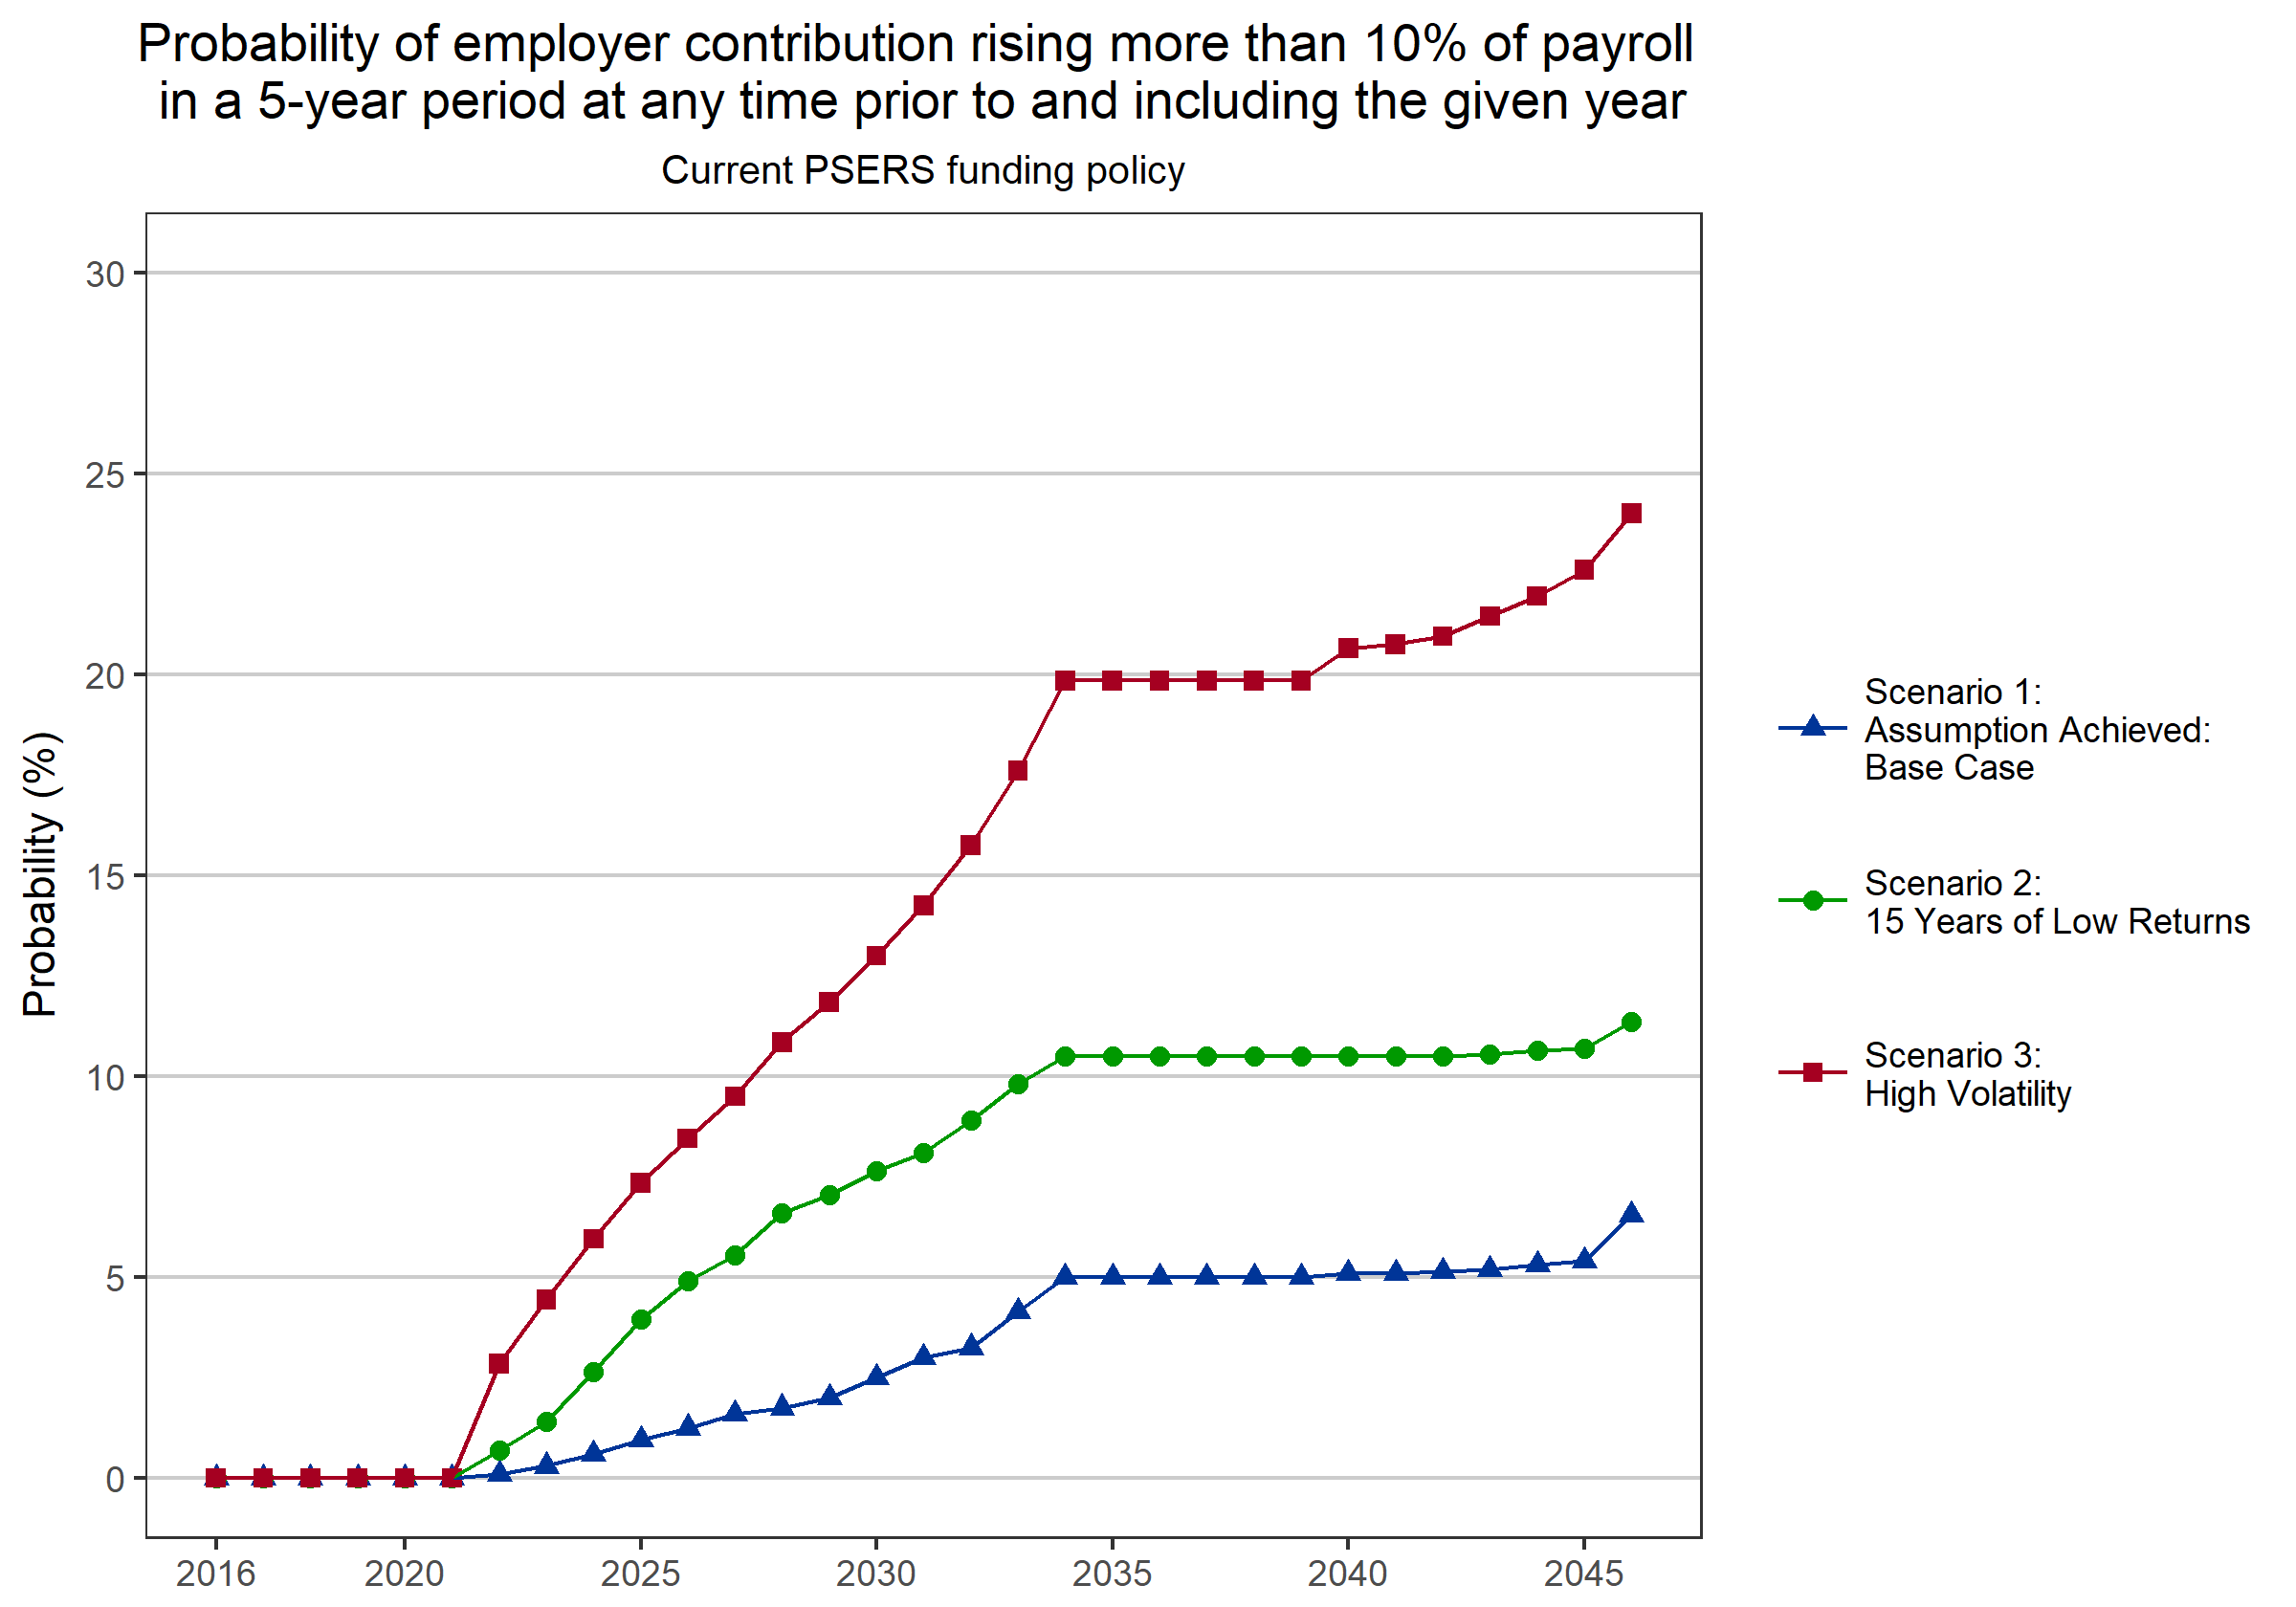 Probability of employer contribution rising more than 10% of payroll
in a 5-year period at any time prior to and including the given year
Current PSERS funding policy
Probability (%)
30
25
20
15
10
5
0
2016
2020
2025
2030
2035
2040
2045
Scenario 1:
Assumption Achieved:
Base Case
Scenario 2:
15 Years of Low Returns
Scenario 3:
High Volatility